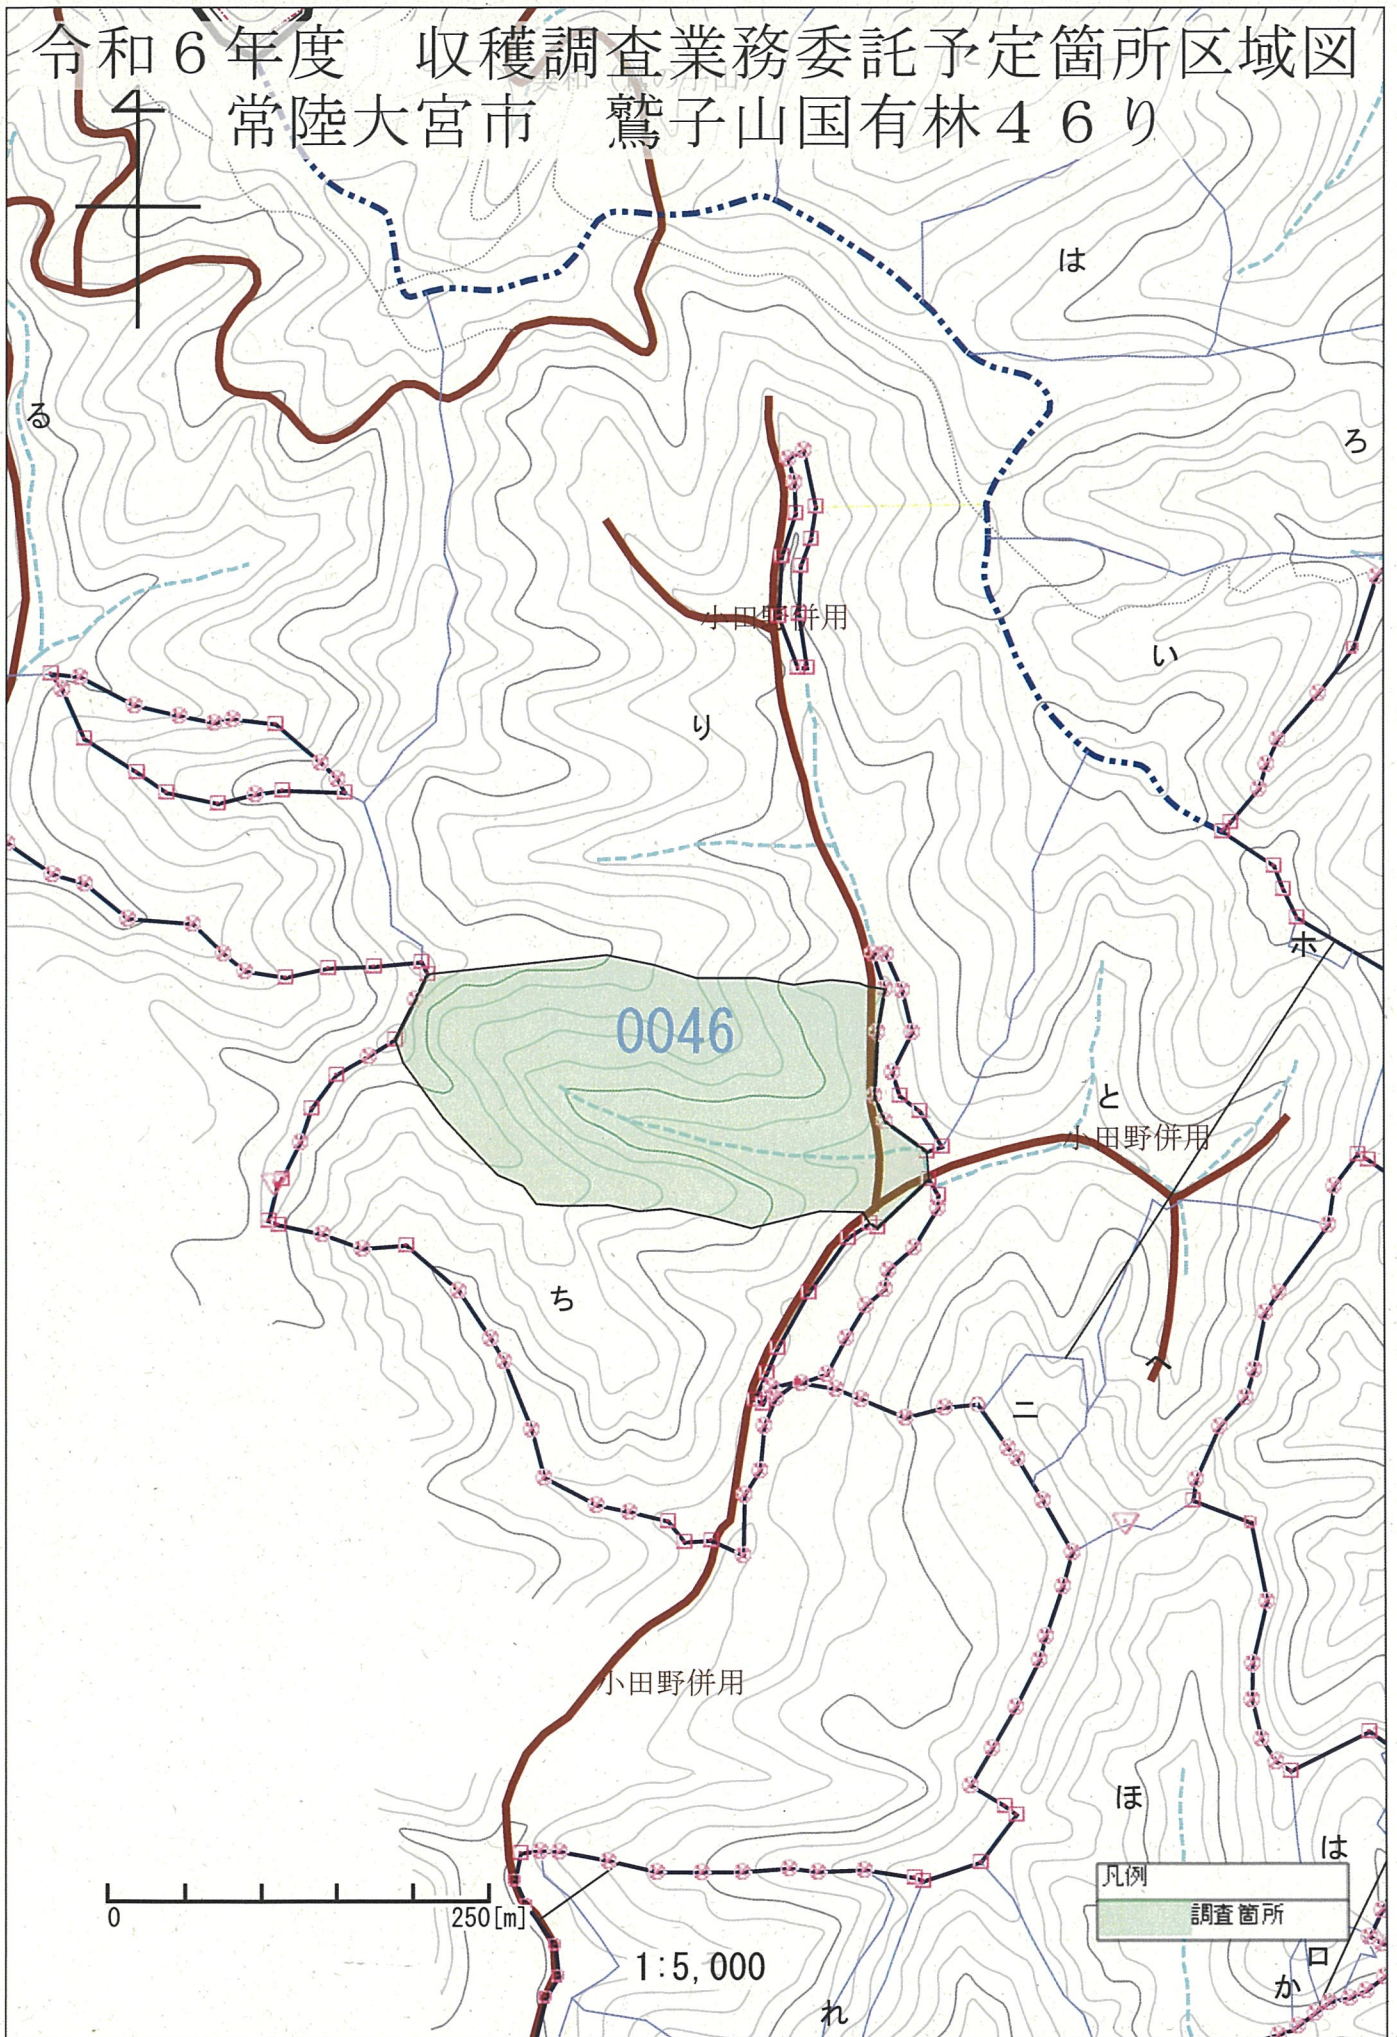 令和６年度　収穫調査業務委託予定箇所区域図
常陸大宮市　鷲子山国有林４６り
は
る
ろ
小田野併用
い
り
ホ
0046
と
小田野併用
ち
ヘ
ニ
小田野併用
ほ
は
凡例
調査箇所
0 250[m]
1:5,000
ロ
か
れ